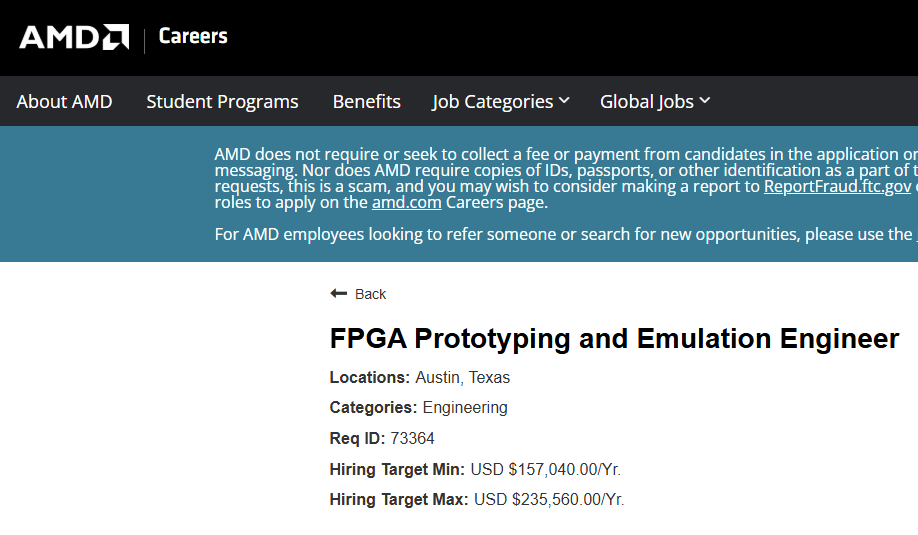 AMD Careers
About AMD Student Programs Benefits Job Categories Global Jobs
AMD does not require or seek to collect a fee or payment from candidates in the application or
messaging. Nor does AMD require copies of IDs, passports, or other identification as a part of
requests, this is a scam, and you may wish to consider making a report to ReportFraud.ftc.gov
roles to apply on the amd.com Careers page.
For AMD employees looking to refer someone or search for new opportunities, please use the
Back
FPGA Prototyping and Emulation Engineer
Locations: Austin, Texas
Categories: Engineering
Req ID: 73364
Hiring Target Min: USD $157,040.00/Yr.
Hiring Target Max: USD $235,560.00/Yr.